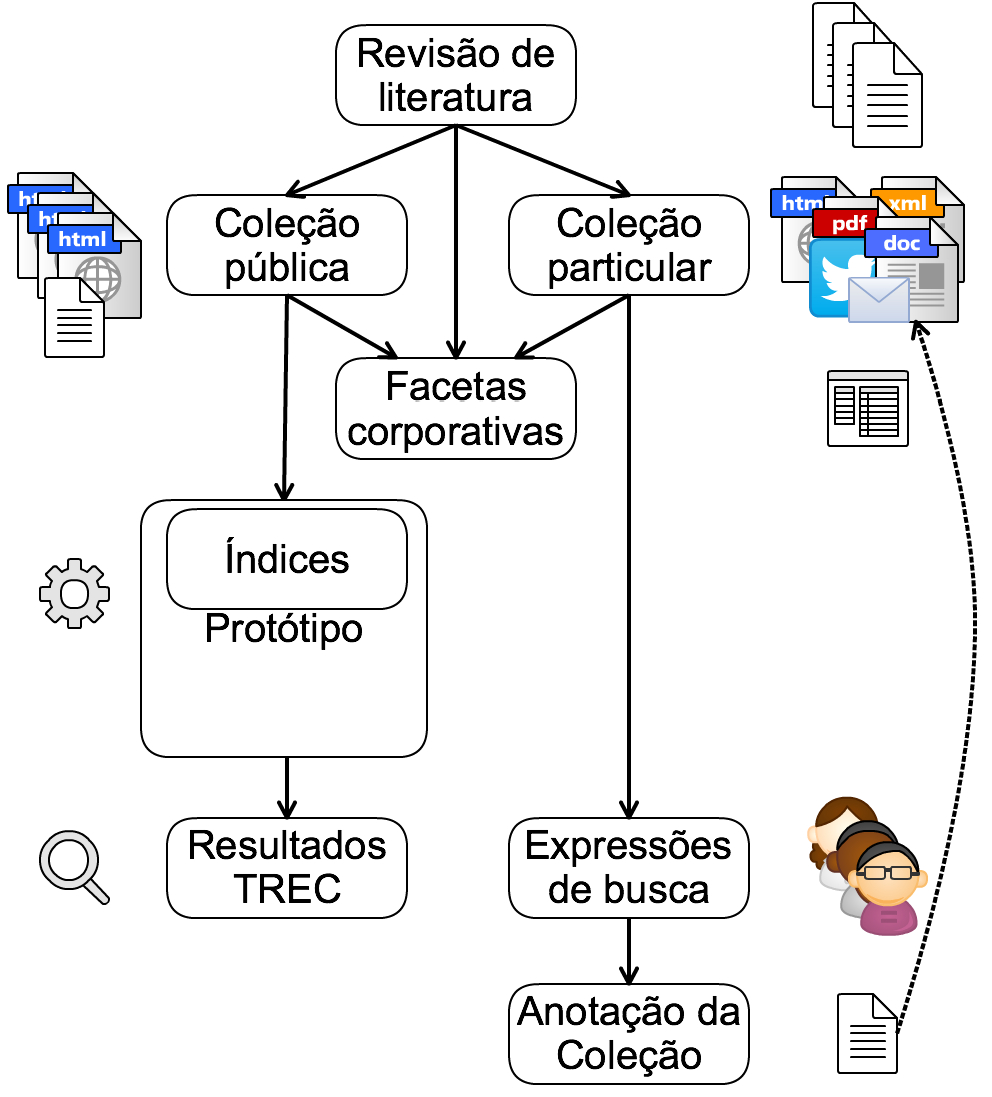 Revisão de
literatura
html
html
html
Coleção
pública
Coleção
particular
html
xml
pdf
doc
Facetas
corporativas
Índices
Protótipo
Resultados
TREC
Expressões
de busca
Anotação da
Coleção